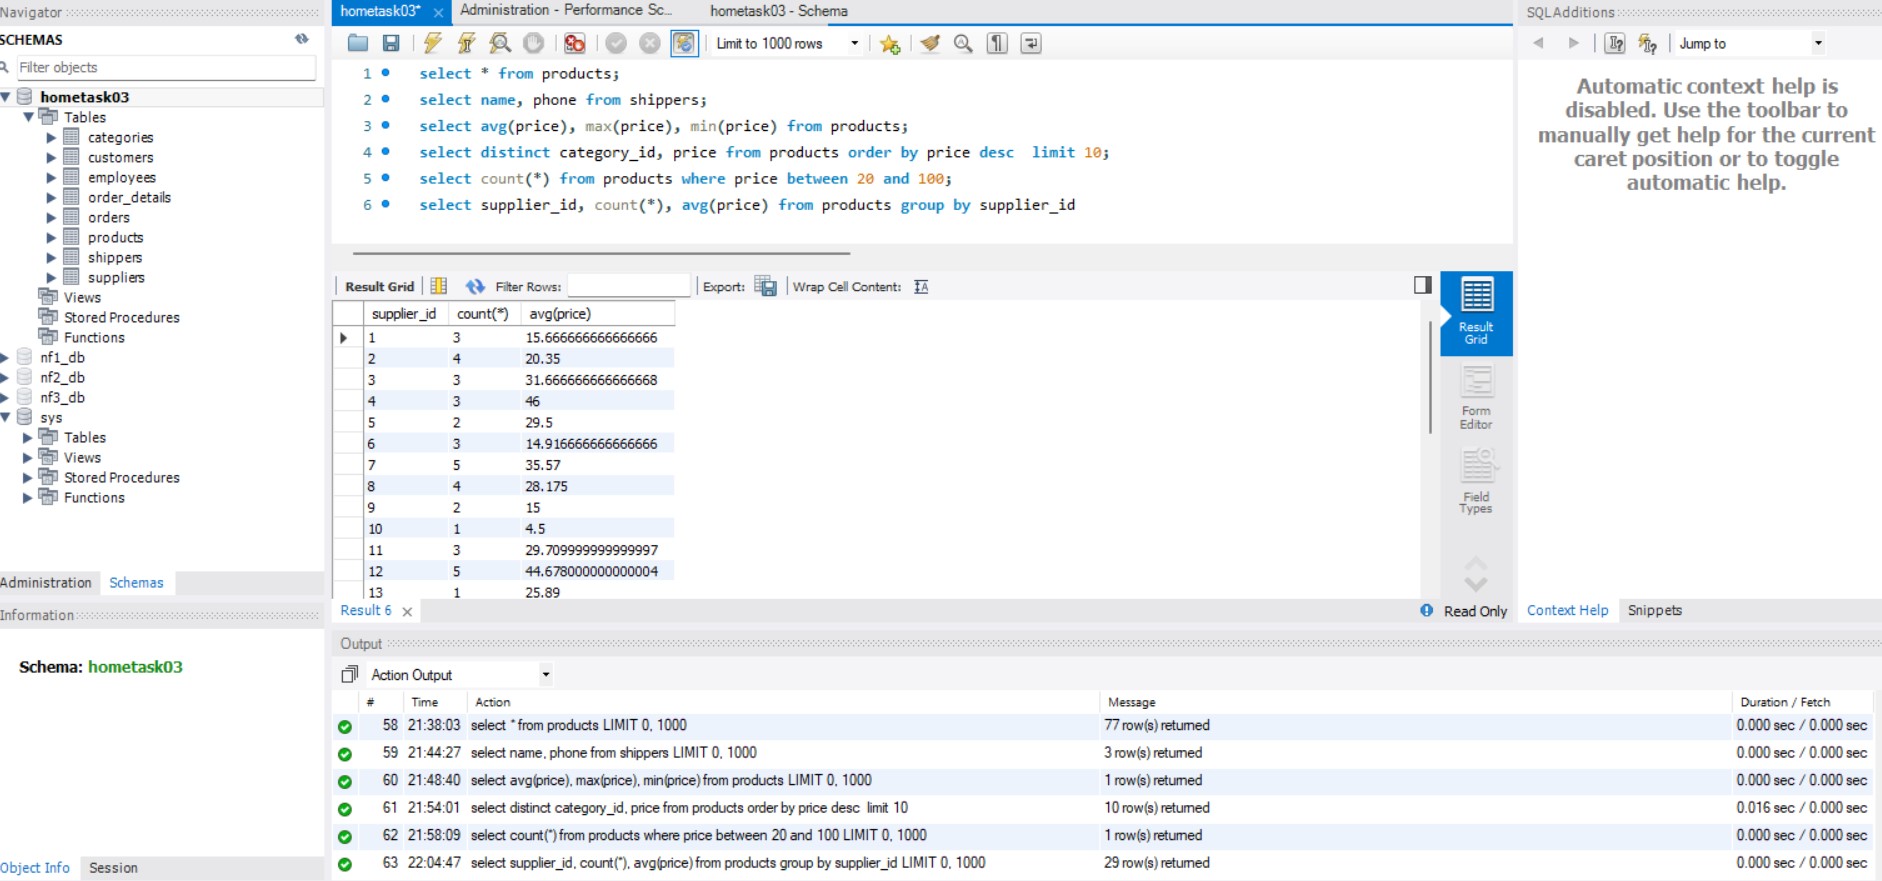 Navigator
SCHEMAS
Filter objects
hometask03
Tables
categories
customers
employees
order_details
orders
products
shippers
suppliers
Views
Stored Procedures
Functions
nf1_db
nf2_db
nf3_db
sys
Tables
Views
Stored Procedures
Functions
Administration Schemas
Information
Schema: hometask03
Object Info Session
hometask03* Administration - Performance Sc... hometask03 - Schema
Limit to 1000 rows
1 select * from products;
2 select name, phone from shippers;
3 select avg(price), max(price), min(price) from products;
4 select distinct category_id, price from products order by price desc  limit 10;
5 select count(*) from products where price between 20 and 100;
6 select supplier_id, count(*), avg(price) from products group by supplier_id
Result Grid Filter Rows: Export: Wrap Cell Content:
supplier_id count(*) avg(price)
1 3 15.666666666666666
2 4 20.35
3 3 31.666666666666668
4 3 46
5 2 29.5
6 3 14.916666666666666
7 5 35.57
8 4 28.175
9 2 15
10 1 4.5
11 3 29.709999999999997
12 5 44.678000000000004
13 1 25.89
Result
Grid
Form
Editor
Field
Types
Result 6 Read Only
Output
Action Output
# Time Action Message Duration / Fetch
58 21:38:03 select * from products LIMIT 0, 1000 77 row(s) returned 0.000 sec / 0.000 sec
59 21:44:27 select name, phone from shippers LIMIT 0, 1000 3 row(s) returned 0.000 sec / 0.000 sec
60 21:48:40 select avg(price), max(price), min(price) from products LIMIT 0, 1000 1 row(s) returned 0.000 sec / 0.000 sec
61 21:54:01 select distinct category_id, price from products order by price desc  limit 10 10 row(s) returned 0.016 sec / 0.000 sec
62 21:58:09 select count(*) from products where price between 20 and 100 LIMIT 0, 1000 1 row(s) returned 0.000 sec / 0.000 sec
63 22:04:47 select supplier_id, count(*), avg(price) from products group by supplier_id LIMIT 0, 1000 29 row(s) returned 0.000 sec / 0.000 sec
SQLAdditions
Jump to
Automatic context help is
disabled. Use the toolbar to
manually get help for the current
caret position or to toggle
automatic help.
Context Help Snippets